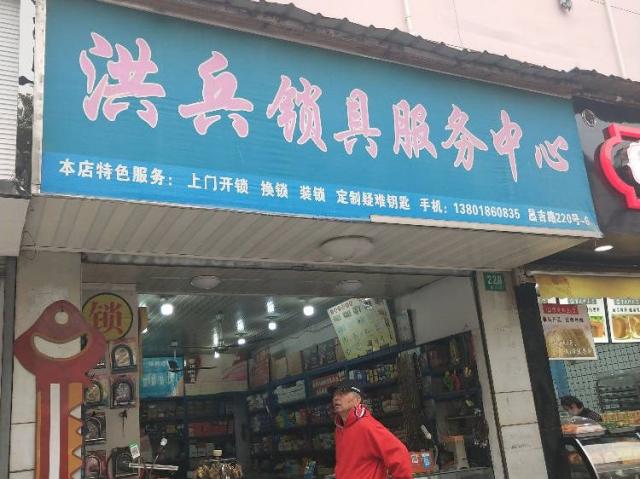 洪兵锁具服务中心
本店特色服务： 上门开锁 换锁 装锁 定制疑难钥匙 手机：13801860835 昌吉路220号-G
锁